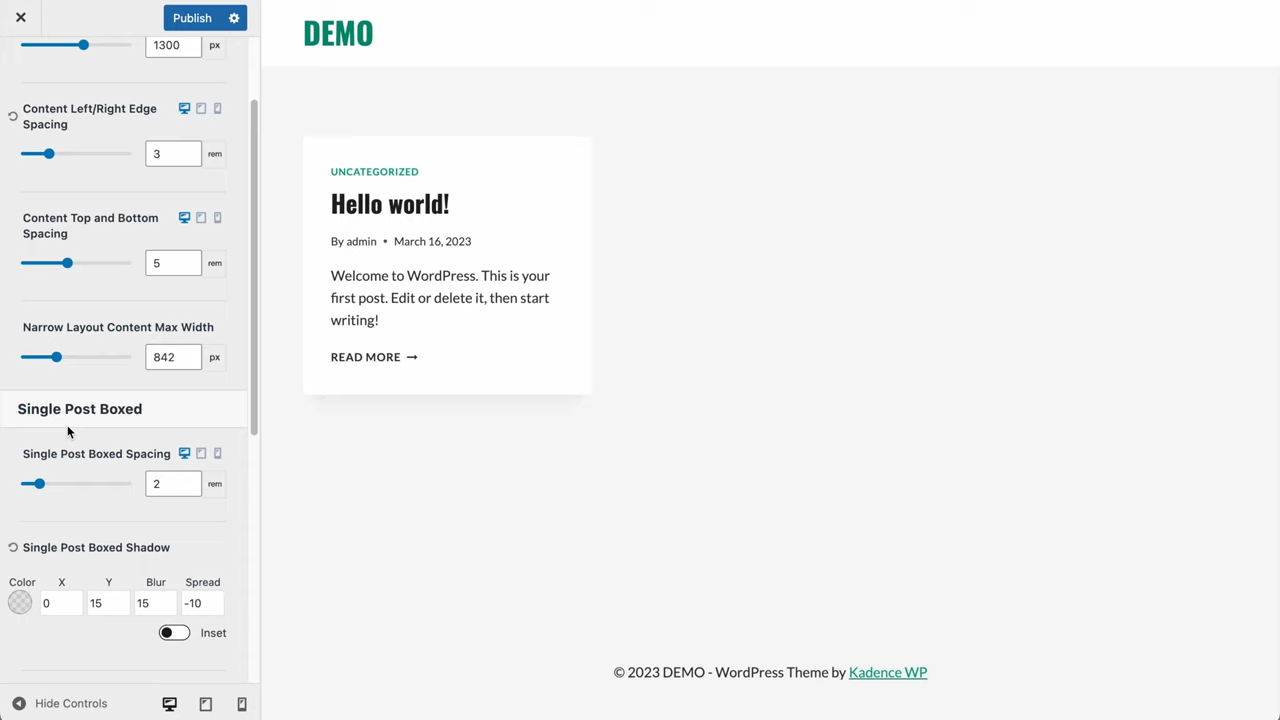 Publish
1300 px
Content Left/Right Edge
Spacing
3 rem
Content Top and Bottom
Spacing
5 rem
Narrow Layout Content Max Width
842 px
Single Post Boxed
Single Post Boxed Spacing
2 rem
Single Post Boxed Shadow
Color X Y Blur Spread
0 15 15 -10
Inset
Hide Controls
DEMO
UNCATEGORIZED
Hello world!
By admin • March 16, 2023
Welcome to WordPress. This is your
first post. Edit or delete it, then start
writing!
READ MORE →
© 2023 DEMO - WordPress Theme by Kadence WP